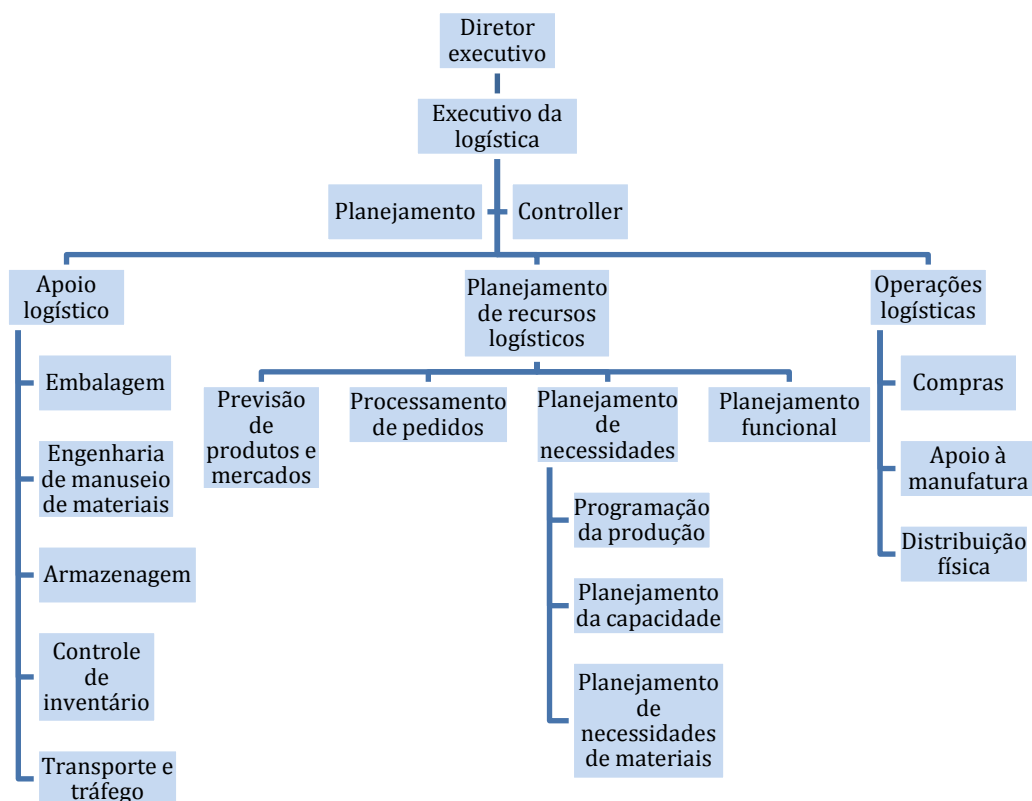 Diretor
executivo
Executivo da
logística
Planejamento
Controller
Apoio
logístico
Planejamento
de recursos
logísticos
Operações
logísticas
Embalagem
Engenharia
de manuseio
de materiais
Armazenagem
Controle
de
inventário
Transporte e
tráfego
Previsão
de
produtos e
mercados
Processamento
de pedidos
Planejamento
de
necessidades
Planejamento
funcional
Programação
da produção
Planejamento
da capacidade
Planejamento
de
necessidades
de materiais
Compras
Apoio à
manufatura
Distribuição
física